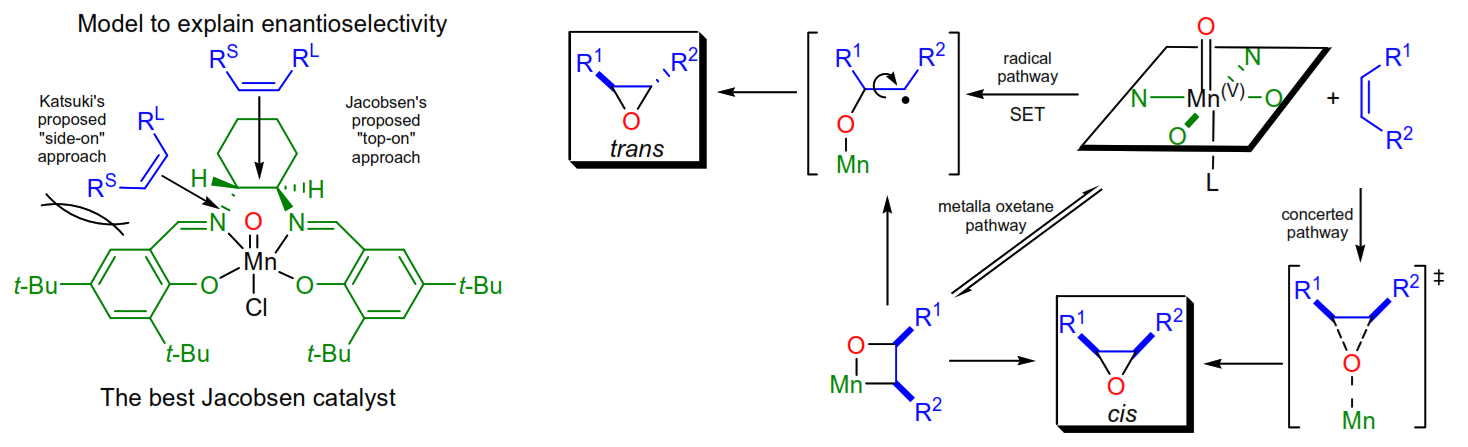 Model to explain enantioselectivity
R^S
R^L
Katsuki's
proposed
"side-on"
approach
Jacobsen's
proposed
"top-on"
approach
R^L
R^S
H
H
N
O
N
Mn
O
O
Cl
t-Bu
t-Bu
t-Bu
t-Bu
The best Jacobsen catalyst
R^1
R^2
O
trans
R^1
R^2
O
Mn
radical
pathway
SET
O
N
N
Mn
(V)
O
O
L
+
R^1
R^2
metalla oxetane
pathway
concerted
pathway
O
R^1
Mn
R^2
R^1
R^2
O
cis
R^1
R^2
‡
O
Mn